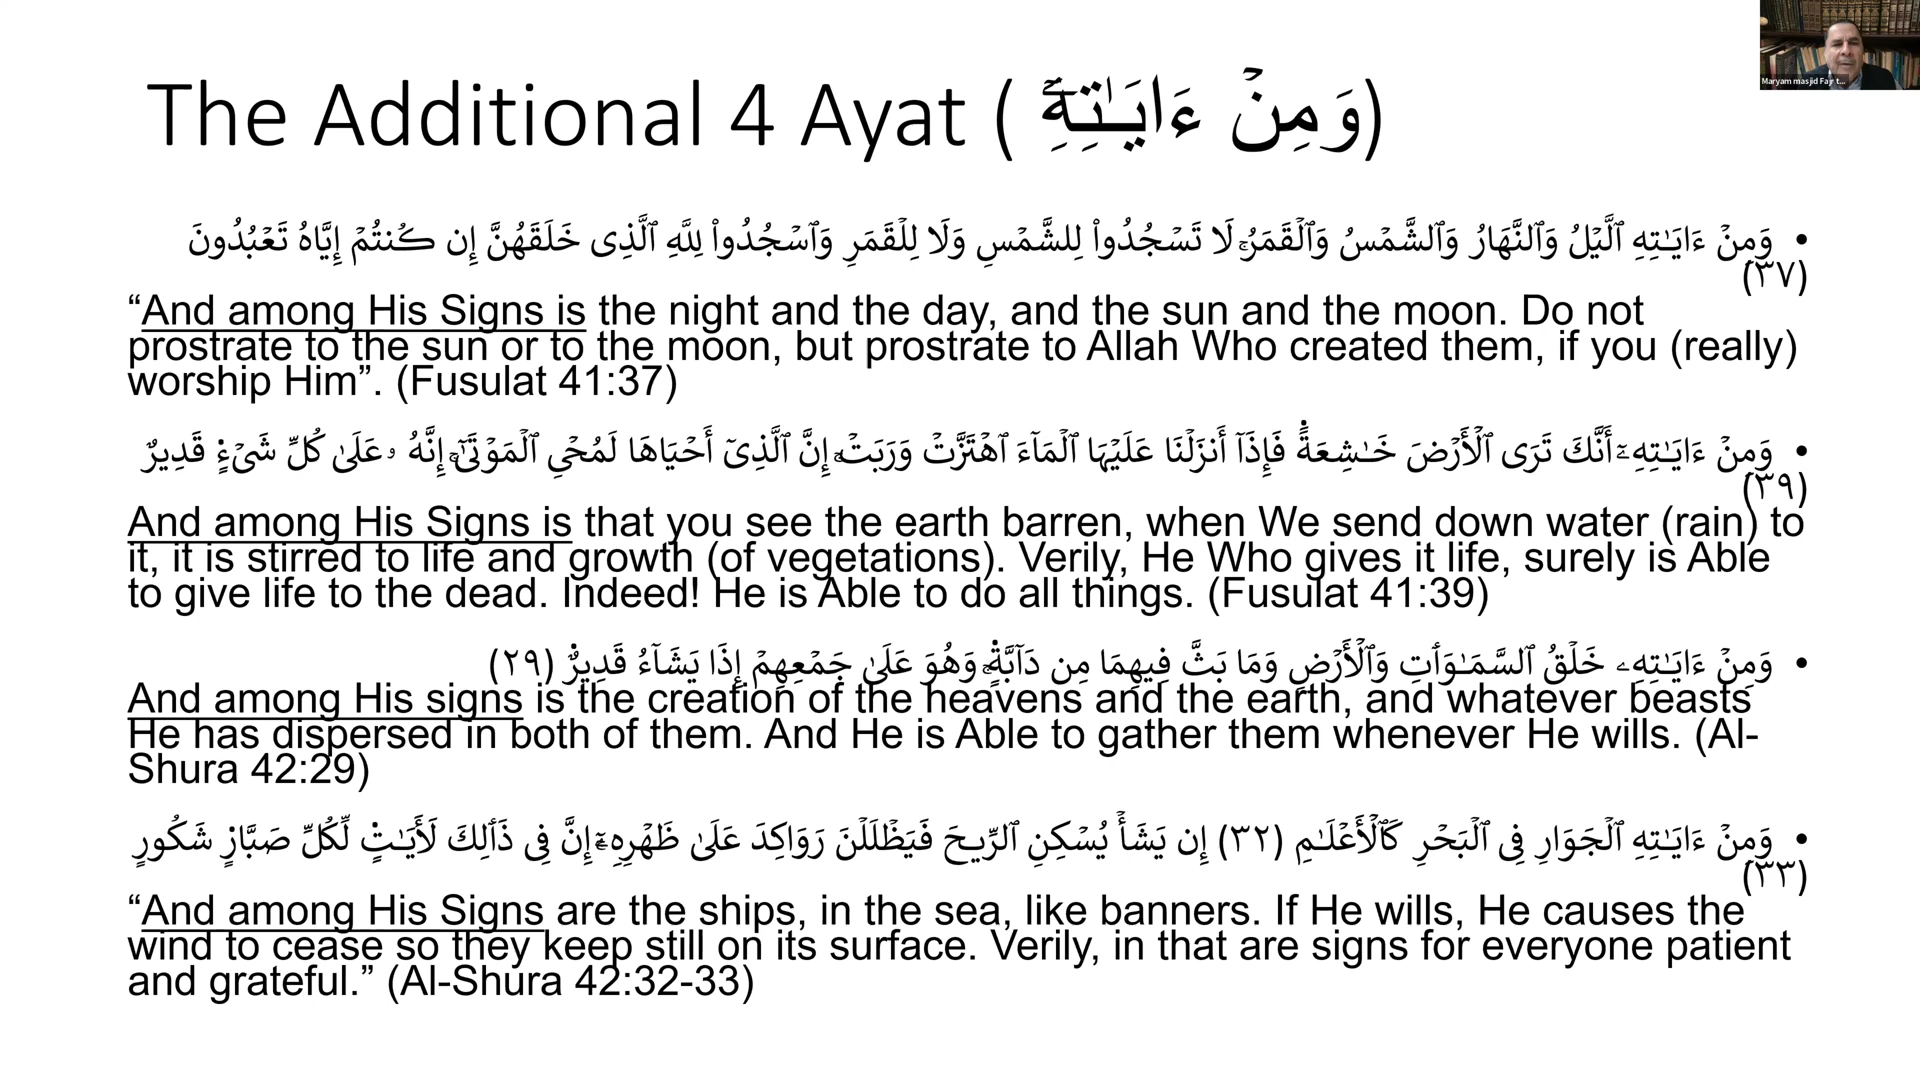 The Additional 4 Ayat ( وَمِنۡ ءَايَـٰتِهِۦۤ)
Maryam masjid Fajr t...
• وَمِنۡ ءَايَـٰتِهِ ٱلَّيۡلُ وَٱلنَّهَارُ وَٱلشَّمۡسُ وَٱلۡقَمَرُ‌ۚ لَا تَسۡجُدُواْ لِلشَّمۡسِ وَلَا لِلۡقَمَرِ وَٱسۡجُدُواْ لِلَّهِ ٱلَّذِى خَلَقَهُنَّ إِن ڪُنتُمۡ إِيَّاهُ تَعۡبُدُونَ
(٣٧)
“And among His Signs is the night and the day, and the sun and the moon. Do not
prostrate to the sun or to the moon, but prostrate to Allah Who created them, if you (really)
worship Him”. (Fusulat 41:37)
• وَمِنۡ ءَايَـٰتِهِۦۤ أَنَّكَ تَرَى ٱلۡأَرۡضَ خَـٰشِعَةً۬ فَإِذَآ أَنزَلۡنَا عَلَيۡهَا ٱلۡمَآءَ ٱهۡتَزَّتۡ وَرَبَتۡ‌ۚ إِنَّ ٱلَّذِىٓ أَحۡيَاهَا لَمُحۡىِ ٱلۡمَوۡتَىٰٓ‌ۚ إِنَّهُ ۥ عَلَىٰ كُلِّ شَىۡءٍ۬ قَدِيرٌ
(٣٩)
And among His Signs is that you see the earth barren, when We send down water (rain) to
it, it is stirred to life and growth (of vegetations). Verily, He Who gives it life, surely is Able
to give life to the dead. Indeed! He is Able to do all things. (Fusulat 41:39)
• وَمِنۡ ءَايَـٰتِهِۦ خَلۡقُ ٱلسَّمَـٰوَٲتِ وَٱلۡأَرۡضِ وَمَا بَثَّ فِيهِمَا مِن دَآبَّةٍ۬‌ۚ وَهُوَ عَلَىٰ جَمۡعِهِمۡ إِذَا يَشَآءُ قَدِيرٌ۬ (٢٩)
And among His signs is the creation of the heavens and the earth, and whatever beasts
He has dispersed in both of them. And He is Able to gather them whenever He wills. (Al-
Shura 42:29)
• وَمِنۡ ءَايَـٰتِهِ ٱلۡجَوَارِ فِى ٱلۡبَحۡرِ كَٱلۡأَعۡلَـٰمِ (٣٢) إِن يَشَأۡ يُسۡكِنِ ٱلرِّيحَ فَيَظۡلَلۡنَ رَوَاكِدَ عَلَىٰ ظَهۡرِهِۦۤ‌ۚ إِنَّ فِى ذَٲلِكَ لَأَيَـٰتٍ۬ لِّكُلِّ صَبَّارٍ۬ شَكُورٍ
(٣٣)
“And among His Signs are the ships, in the sea, like banners. If He wills, He causes the
wind to cease so they keep still on its surface. Verily, in that are signs for everyone patient
and grateful.” (Al-Shura 42:32-33)